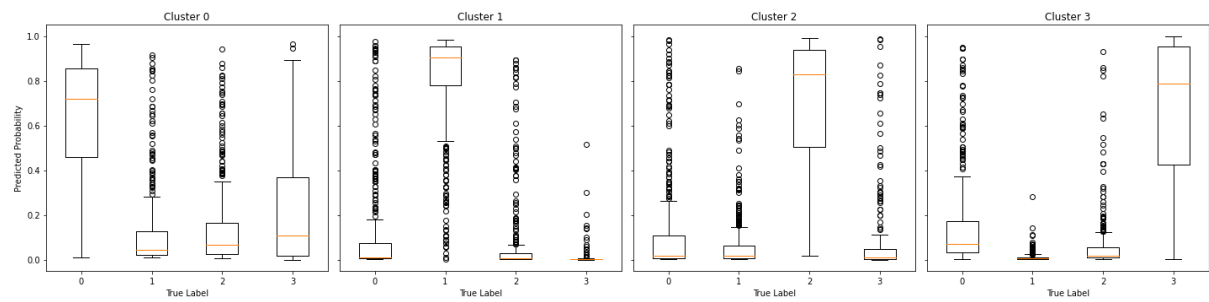 Cluster 0
Cluster 1
Cluster 2
Cluster 3
Predicted Probability
1.0
0.8
0.6
0.4
0.2
0.0
0 1 2 3
0 1 2 3
0 1 2 3
0 1 2 3
True Label
True Label
True Label
True Label